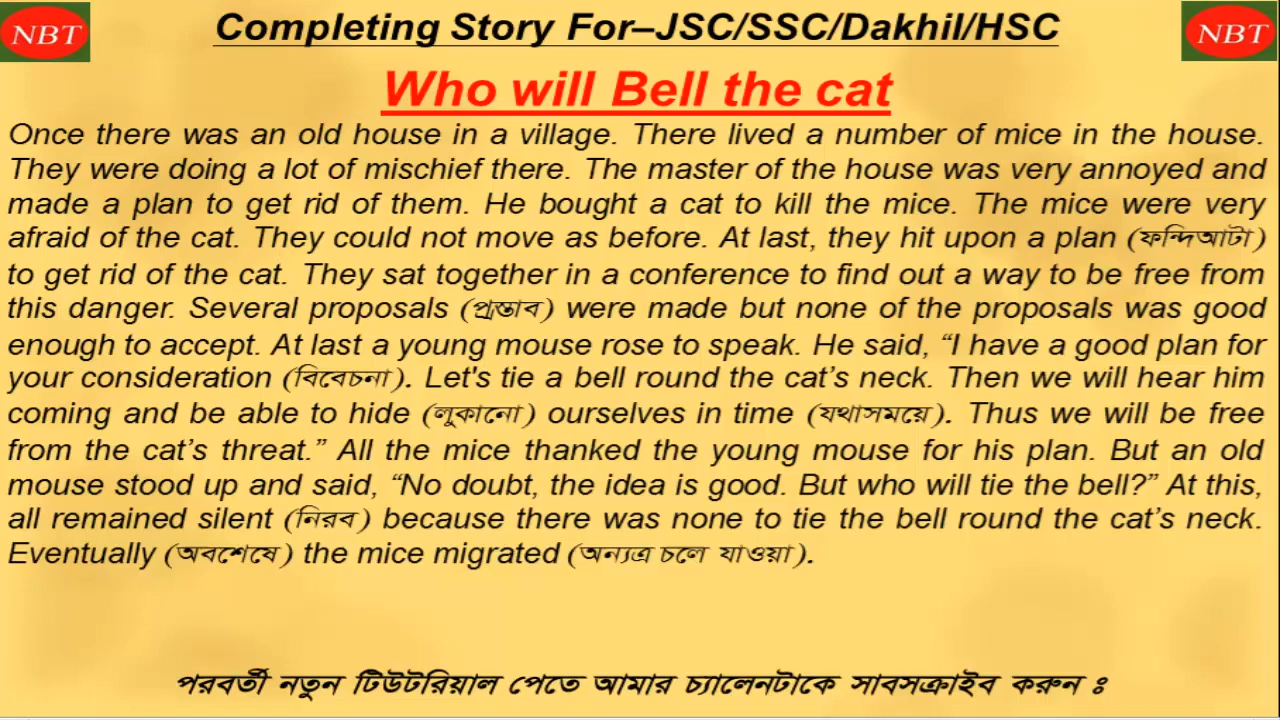 NBT
Completing Story For–JSC/SSC/Dakhil/HSC
NBT
Who will Bell the cat
Once there was an old house in a village. There lived a number of mice in the house.
They were doing a lot of mischief there. The master of the house was very annoyed and
made a plan to get rid of them. He bought a cat to kill the mice. The mice were very
afraid of the cat. They could not move as before. At last, they hit upon a plan (ফন্দিআটা)
to get rid of the cat. They sat together in a conference to find out a way to be free from
this danger. Several proposals (প্রস্তাব) were made but none of the proposals was good
enough to accept. At last a young mouse rose to speak. He said, “I have a good plan for
your consideration (বিবেচনা). Let's tie a bell round the cat’s neck. Then we will hear him
coming and be able to hide (লুকানো) ourselves in time (যথাসময়ে). Thus we will be free
from the cat’s threat.” All the mice thanked the young mouse for his plan. But an old
mouse stood up and said, “No doubt, the idea is good. But who will tie the bell?” At this,
all remained silent (নিরব) because there was none to tie the bell round the cat’s neck.
Eventually (অবশেষে) the mice migrated (অন্যত্র চলে যাওয়া).
পরবর্তী নতুন টিউটরিয়াল পেতে আমার চ্যালেনটাকে সাবসক্রাইব করুন ঃ